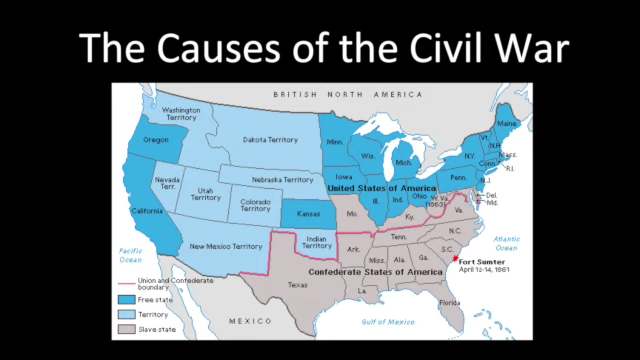 The Causes of the Civil War
BRITISH NORTH AMERICA
Washington
Territory
Oregon
Dakota Territory
Minn.
Wis.
Mich.
Maine
Vt.
N.H.
Mass.
N.Y.
Conn.
R.I.
Nevada
Terr.
Utah
Territory
Nebraska Territory
Iowa
Penn.
N.J.
United States of America
Colorado
Territory
Ill.
Ind.
Ohio
W. Va.
(1863)
Del.
Md.
California
Kansas
Mo.
Ky.
Va.
New Mexico Territory
Indian
Territory
Ark.
Tenn.
N.C.
S.C.
Pacific
Ocean
Atlantic
Ocean
Miss.
Ala.
Ga.
Fort Sumter
April 12-14, 1861
Confederate States of America
Union and Confederate
boundary
Texas
La.
Florida
Free state
Territory
Slave state
MEXICO
Gulf of Mexico